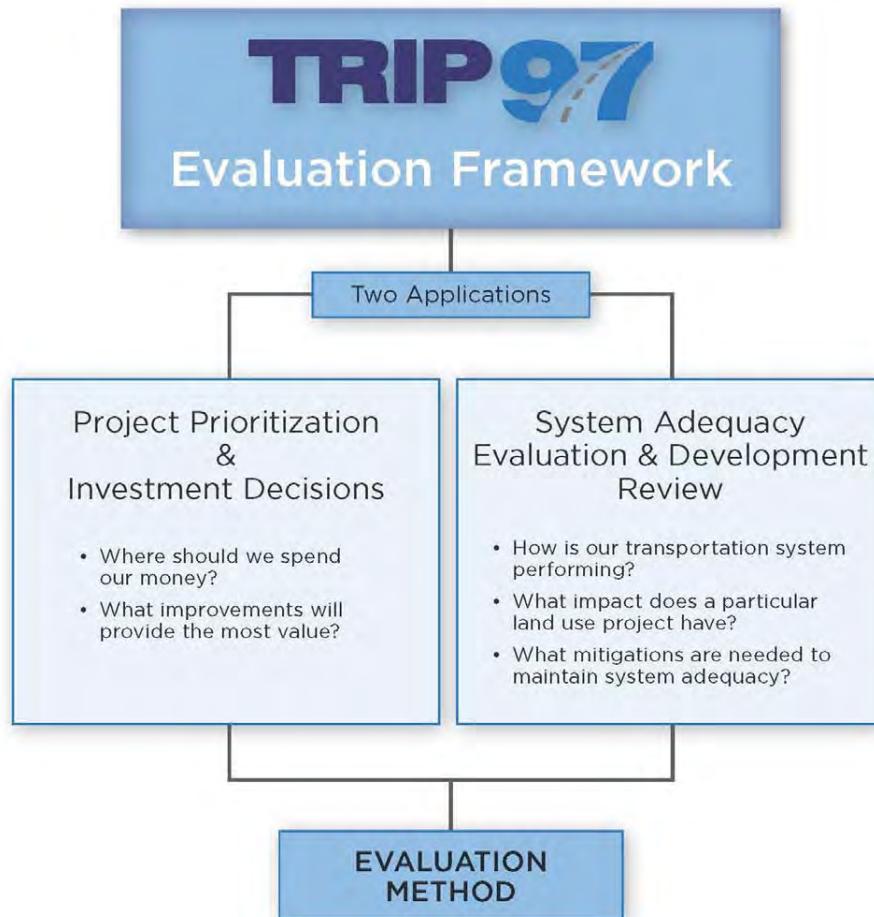 TRIP97
Evaluation Framework
Two Applications
Project Prioritization
&
Investment Decisions
• Where should we spend
our money?
• What improvements will
provide the most value?
System Adequacy
Evaluation & Development
Review
• How is our transportation system
performing?
• What impact does a particular
land use project have?
• What mitigations are needed to
maintain system adequacy?
EVALUATION
METHOD